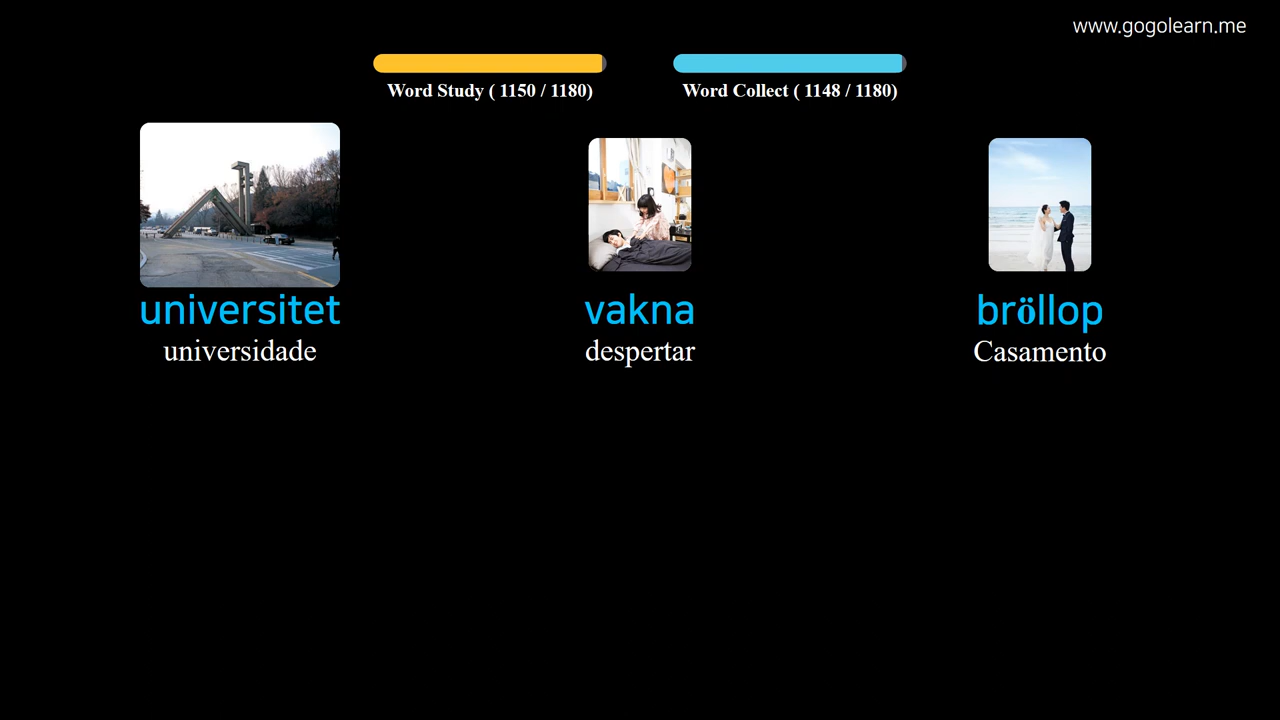 www.gogolearn.me
Word Study ( 1150 / 1180)
Word Collect ( 1148 / 1180)
universitet
vakna
bröllop
universidade
despertar
Casamento